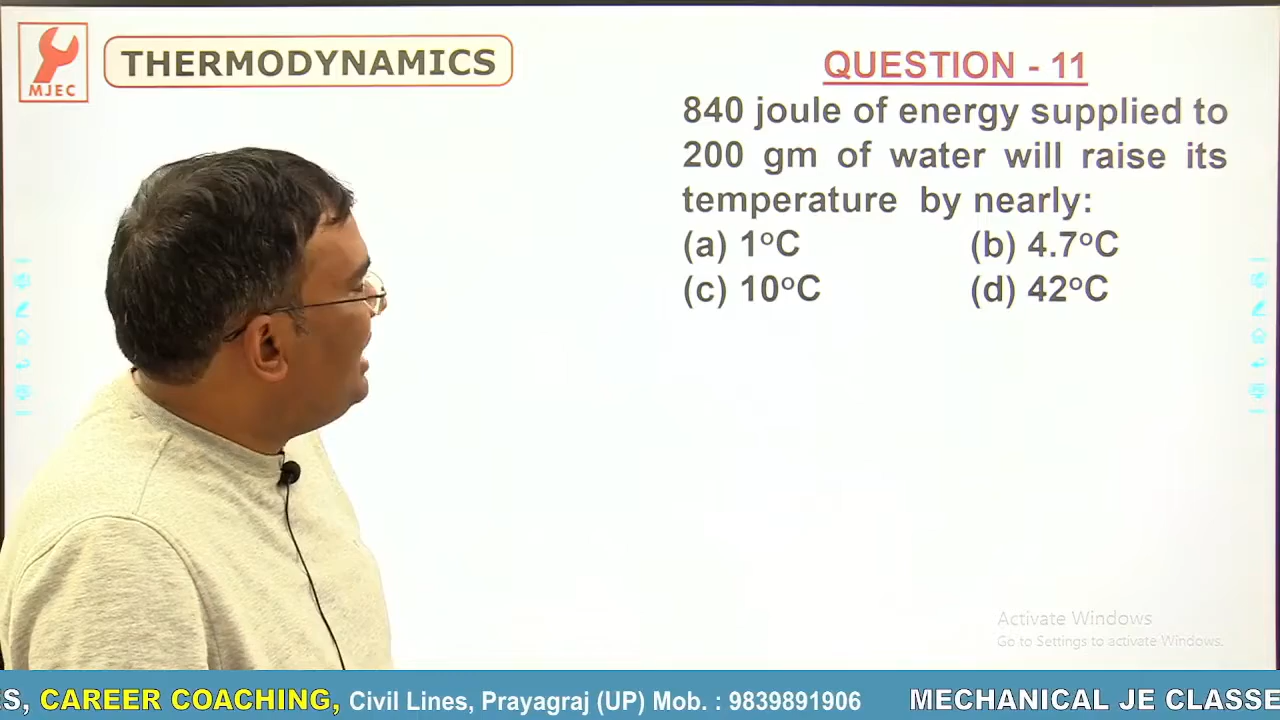 MJEC
THERMODYNAMICS
QUESTION - 11
840 joule of energy supplied to
200 gm of water will raise its
temperature by nearly:
(a) 1°C (b) 4.7°C
(c) 10°C (d) 42°C
Activate Windows
Go to Settings to activate Windows.
ES, CAREER COACHING, Civil Lines, Prayagraj (UP) Mob. : 9839891906 MECHANICAL JE CLASSE